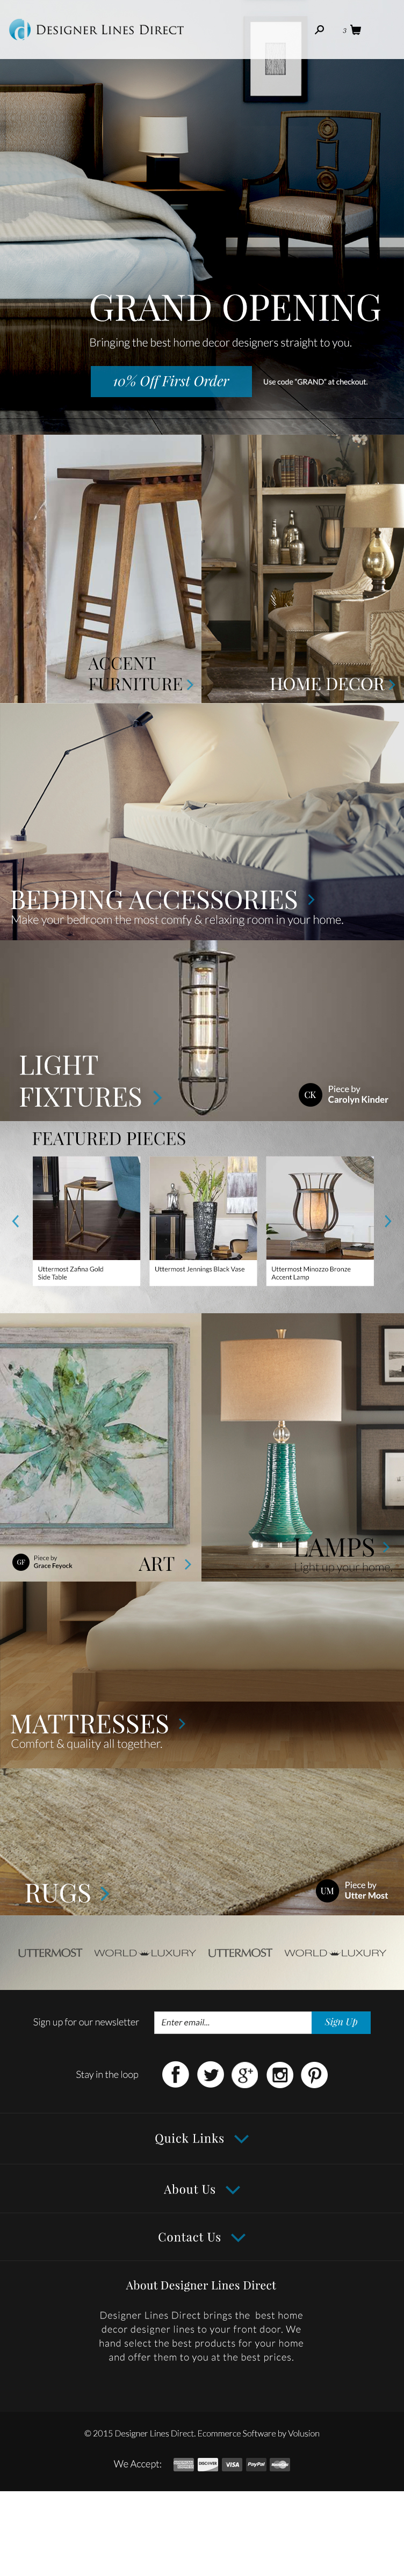 DESIGNER LINES DIRECT
3
GRAND OPENING
Bringing the best home decor designers straight to you.
10% Off First Order
Use code "GRAND" at checkout.
ACCENT
FURNITURE
HOME DECOR
BEDDING ACCESSORIES
Make your bedroom the most comfy & relaxing room in your home.
LIGHT
FIXTURES
CK
Piece by
Carolyn Kinder
FEATURED PIECES
Uttermost Zafina Gold
Side Table
Uttermost Jennings Black Vase
Uttermost Minozzo Bronze
Accent Lamp
GF
Piece by
Grace Feyock
ART
LAMPS
Light up your home.
MATTRESSES
Comfort & quality all together.
RUGS
UM
Piece by
Utter Most
UTTERMOST WORLD LUXURY UTTERMOST WORLD LUXURY
Sign up for our newsletter
Enter email...
Sign Up
Stay in the loop
Quick Links
About Us
Contact Us
About Designer Lines Direct
Designer Lines Direct brings the best home
decor designer lines to your front door. We
hand select the best products for your home
and offer them to you at the best prices.
© 2015 Designer Lines Direct. Ecommerce Software by Volusion
We Accept:
DISCOVER
VISA
PayPal